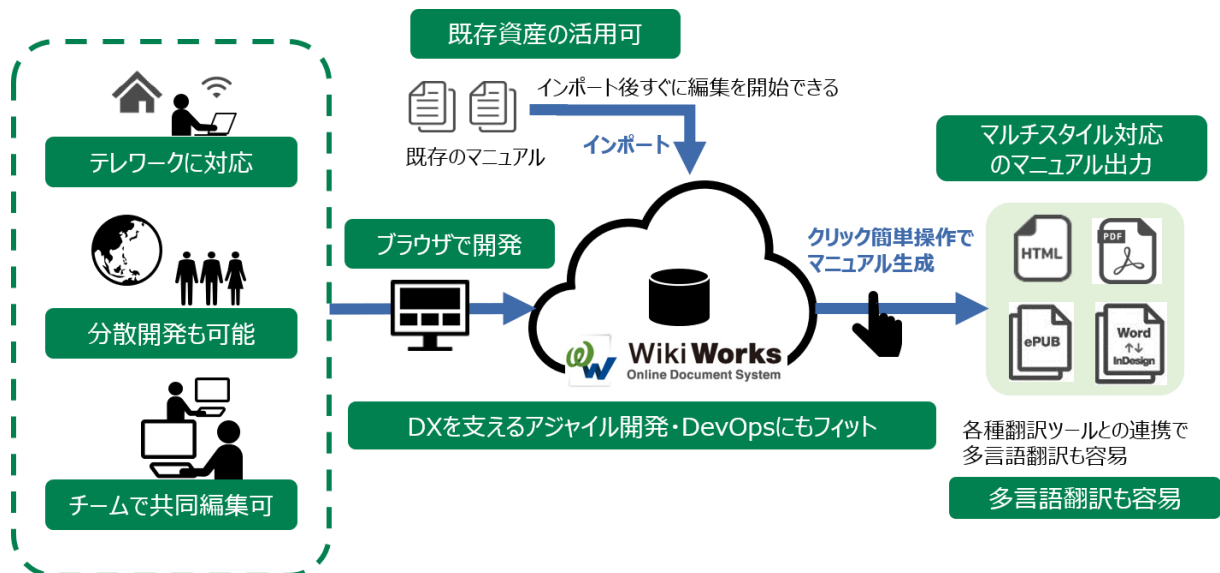 既存資産の活用可
インポート後すぐに編集を開始できる
既存のマニュアル
インポート
テレワークに対応
分散開発も可能
チームで共同編集可
ブラウザで開発
Wiki Works
Online Document System
DXを支えるアジャイル開発・DevOpsにもフィット
クリック簡単操作で
マニュアル生成
マルチスタイル対応
のマニュアル出力
HTML
PDF
ePUB
Word
↑↓
InDesign
各種翻訳ツールとの連携で
多言語翻訳も容易
多言語翻訳も容易